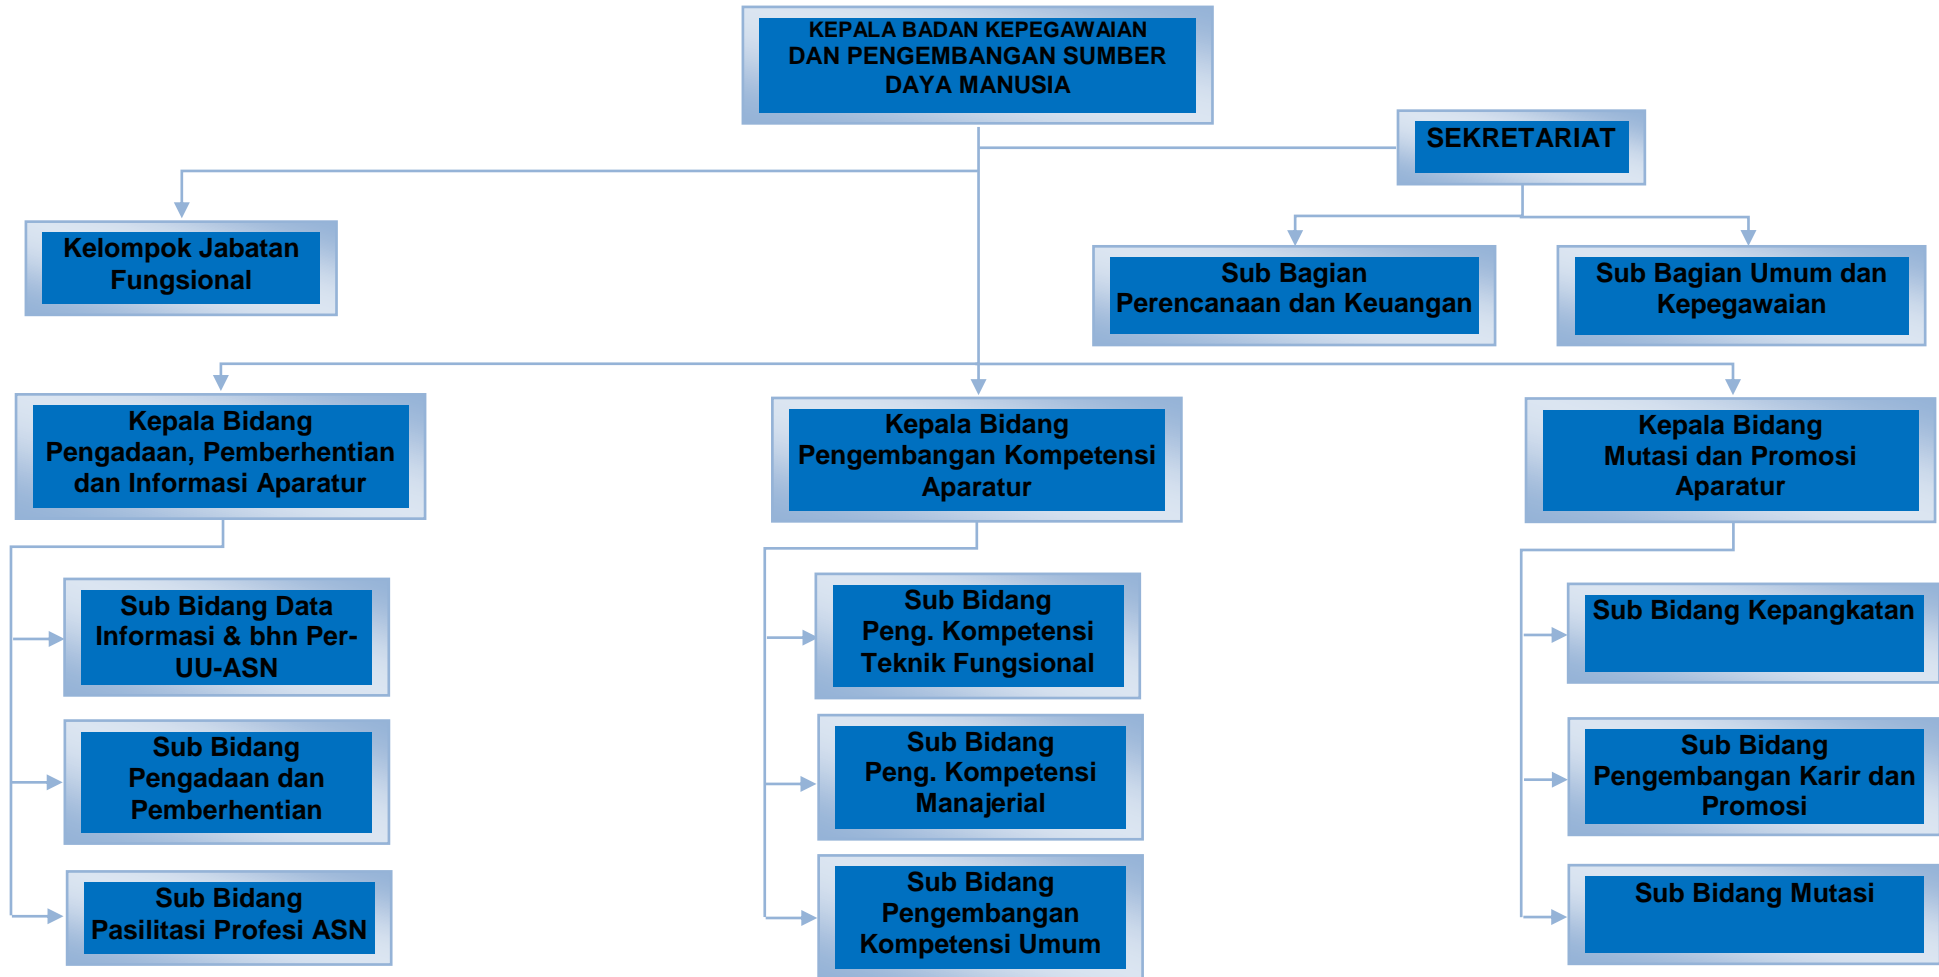 KEPALA BADAN KEPEGAWAIAN
DAN PENGEMBANGAN SUMBER
DAYA MANUSIA
SEKRETARIAT
Kelompok Jabatan
Fungsional
Sub Bagian
Perencanaan dan Keuangan
Sub Bagian Umum dan
Kepegawaian
Kepala Bidang
Pengadaan, Pemberhentian
dan Informasi Aparatur
Kepala Bidang
Pengembangan Kompetensi
Aparatur
Kepala Bidang
Mutasi dan Promosi
Aparatur
Sub Bidang Data
Informasi & bhn Per-
UU-ASN
Sub Bidang
Pengadaan dan
Pemberhentian
Sub Bidang
Pasilitasi Profesi ASN
Sub Bidang
Peng. Kompetensi
Teknik Fungsional
Sub Bidang
Peng. Kompetensi
Manajerial
Sub Bidang
Pengembangan
Kompetensi Umum
Sub Bidang Kepangkatan
Sub Bidang
Pengembangan Karir dan
Promosi
Sub Bidang Mutasi